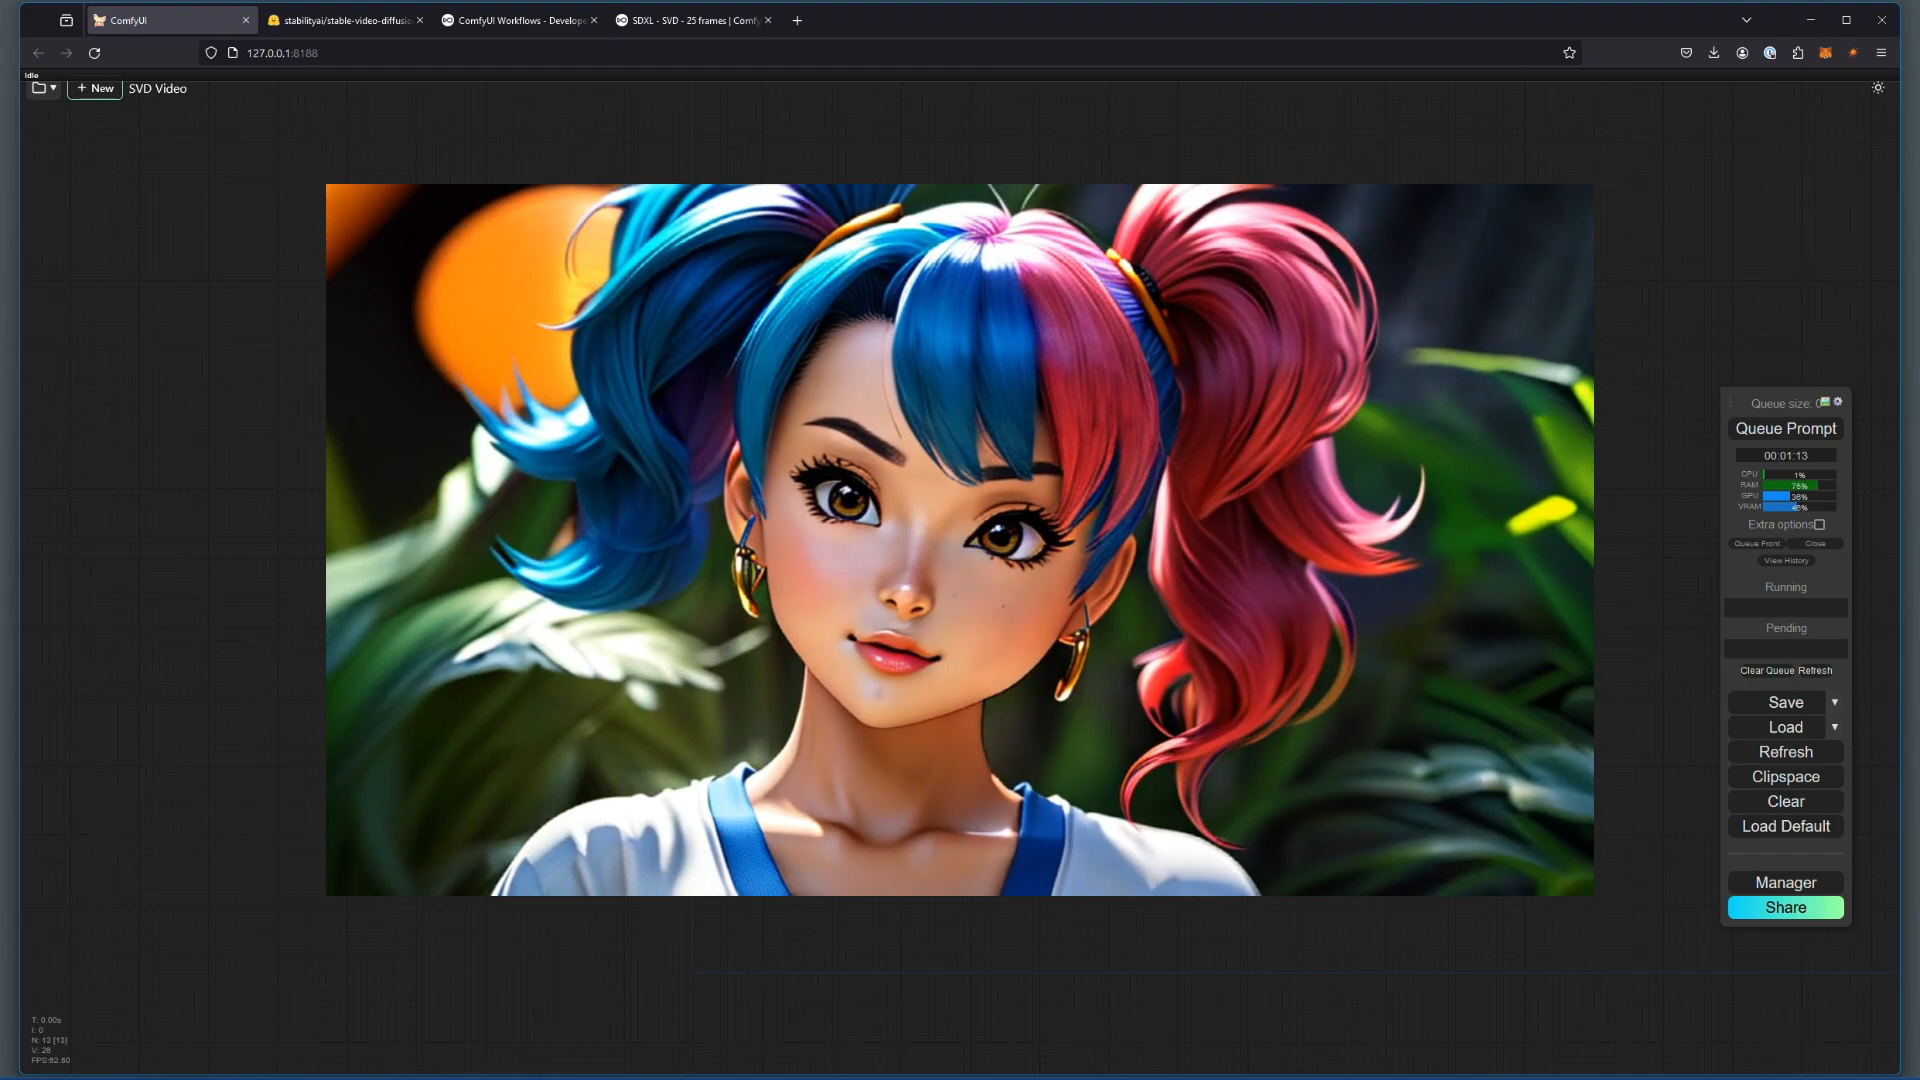 ComfyUI
stabilityai/stable-video-diffusio
ComfyUI Workflows - Develope
SDXL - SVD - 25 frames | Comfy
127.0.0.1:8188
Idle
+ New
SVD Video
Queue size: 0
Queue Prompt
00:01:13
CPU 1%
RAM 75%
GPU 36%
VRAM 46%
Extra options
Queue Front Close
View History
Running
Pending
Clear Queue Refresh
Save
Load
Refresh
Clipspace
Clear
Load Default
Manager
Share
T: 0.00s
I: 0
N: 13 [13]
V: 26
FPS:62.50